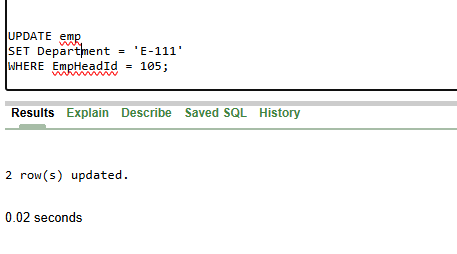 UPDATE emp
SET Department = 'E-111'
WHERE EmpHeadId = 105;
Results Explain Describe Saved SQL History
2 row(s) updated.
0.02 seconds